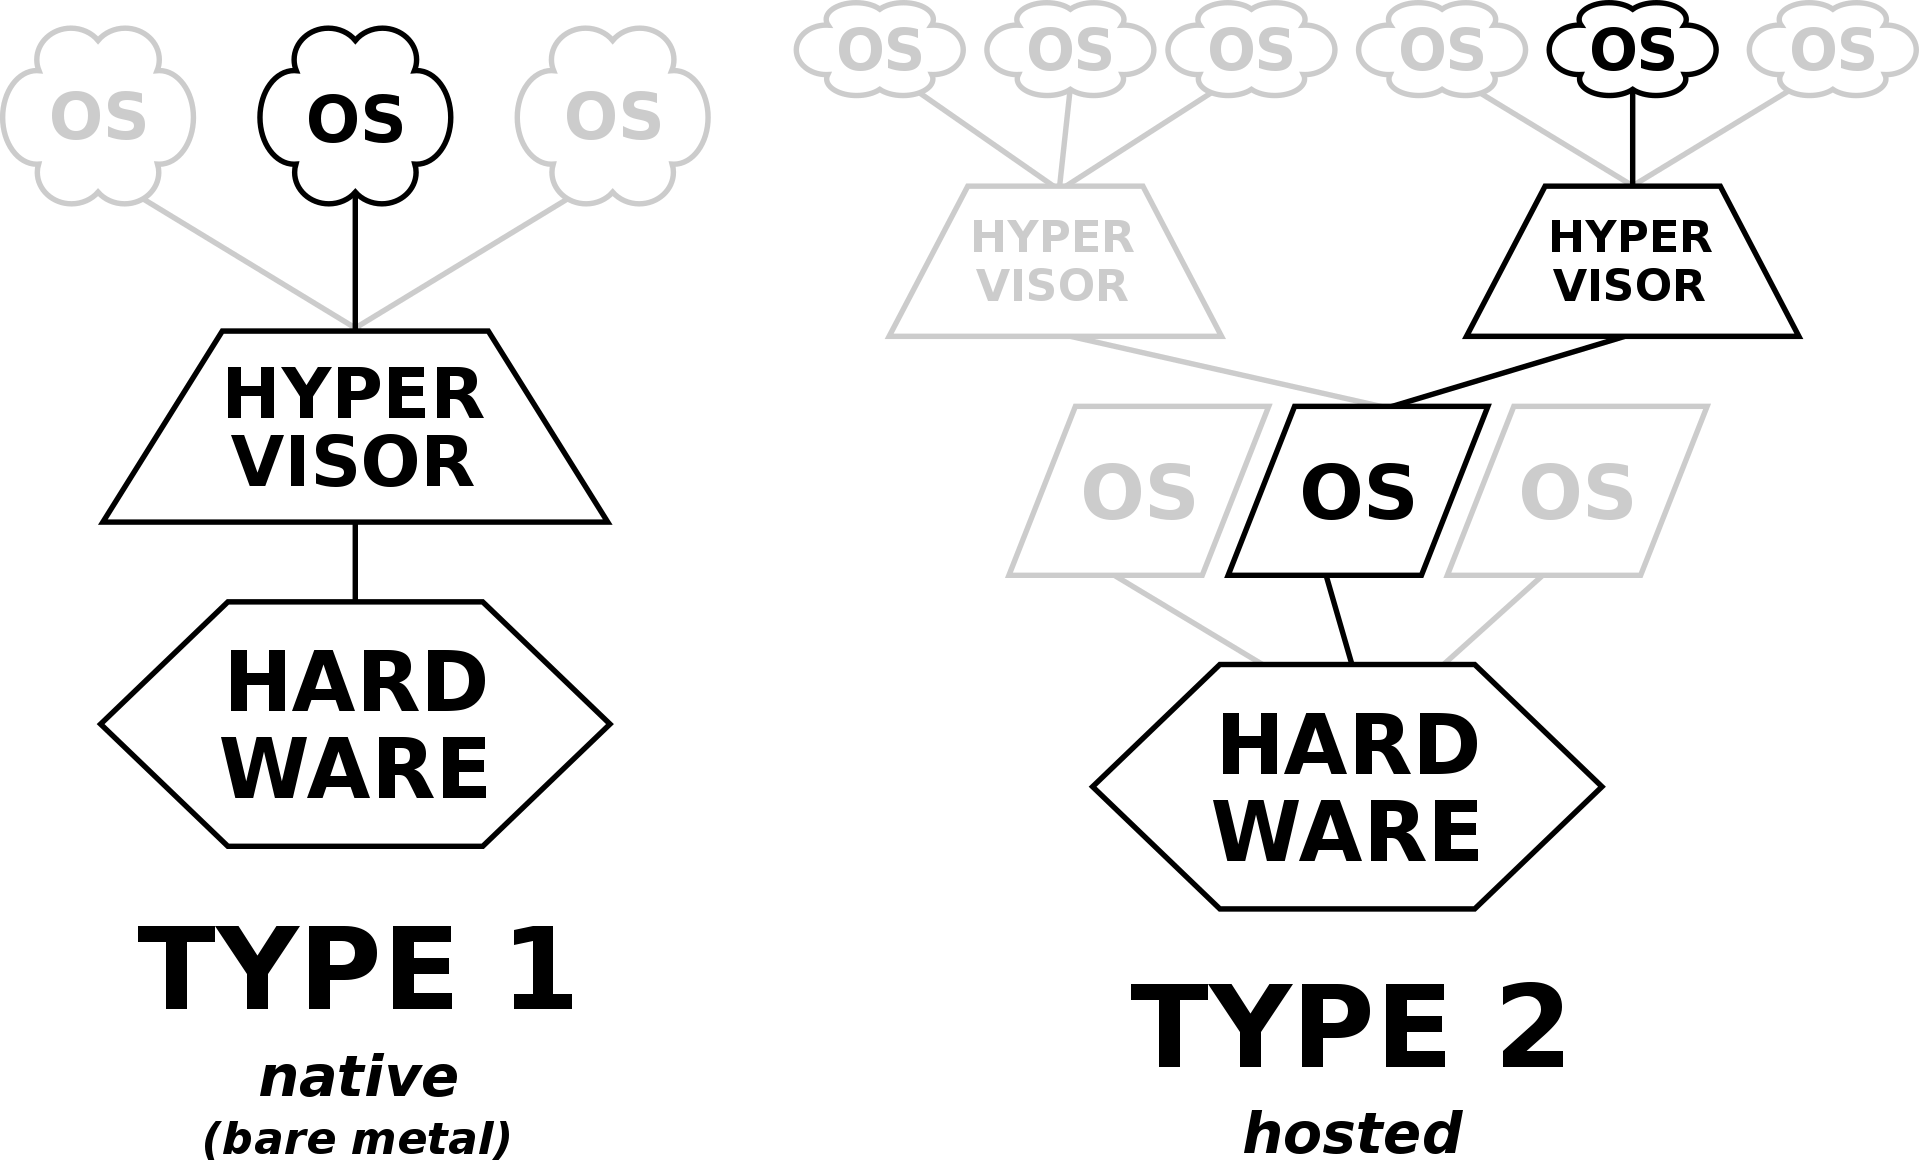 OS
OS
OS
HYPER
VISOR
HARD
WARE
TYPE 1
native
(bare metal)
OS
OS
OS
OS
OS
OS
HYPER
VISOR
HYPER
VISOR
OS
OS
OS
HARD
WARE
TYPE 2
hosted